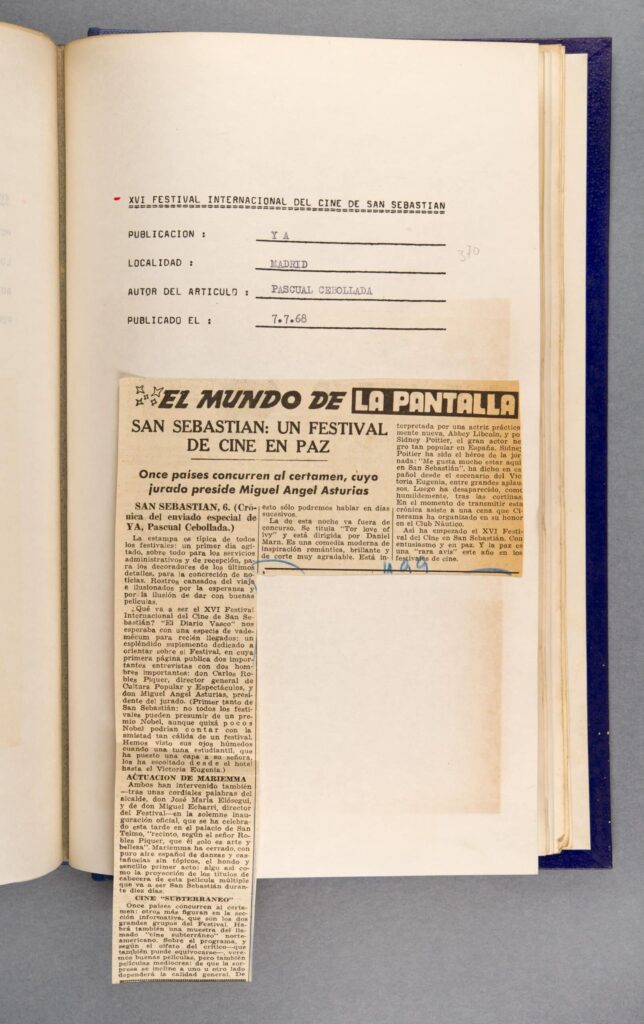 XVI FESTIVAL INTERNACIONAL DEL CINE DE SAN SEBASTIAN
PUBLICACION : Y A
370
LOCALIDAD : MADRID
AUTOR DEL ARTICULO : PASCUAL CEBOLLADA
PUBLICADO EL : 7.7.68
EL MUNDO DE LA PANTALLA
SAN SEBASTIAN: UN FESTIVAL
DE CINE EN PAZ
Once países concurren al certamen, cuyo
jurado preside Miguel Angel Asturias
SAN SEBASTIAN, 6. (Cró-
nica del enviado especial de
YA, Pascual Cebollada.)
La estampa es típica de todos
los festivales: un primer día agi-
tado, sobre todo para los servicios
administrativos y de recepción, pa-
ra los decoradores de los últimos
detalles, para la concreción de no-
ticias. Rostros cansados del viaje
e ilusionados por la esperanza y
por la ilusión de dar con buenas
películas.
¿Qué va a ser el XVI Festival
Internacional del Cine de San Se-
bastián? "El Diario Vasco" nos
esperaba con una especie de vade-
mécum para recién llegados: un
espléndido suplemento dedicado a
orientar sobre el Festival, en cuya
primera página publica dos impor-
tantes entrevistas con dos hom-
bres importantes: don Carlos Ro-
bles Piquer, director general de
Cultura Popular y Espectáculos, y
don Miguel Angel Asturias, presi-
dente del jurado. (Primer tanto de
San Sebastián: no todos los festi-
vales pueden presumir de un pre-
mio Nobel, aunque quizá pocos
Nobel podrían contar con la
amistad tan cálida de un festival.
Hemos visto sus ojos húmedos
cuando una tuna estudiantil, que
ha puesto una capa a su señora,
los ha escoltado desde el hotel
hasta el Victoria Eugenia.)
ACTUACION DE MARIEMMA
Ambos han intervenido también
—tras unas cordiales palabras del
alcalde, don José María Elósegui,
y de don Miguel Echarri, director
del Festival—en la solemne inau-
guración oficial, que se ha celebra-
do esta tarde en el palacio de San
Telmo, "recinto, según el señor Ro-
bles Piquer, que él solo es arte y
belleza". Mariemma ha cerrado, con
puro aire español de danzas y cas-
tañuelas sin tópicos, el hondo y
sencillo primer acto: algo así co-
mo la proyección de los títulos de
cabecera de esta película múltiple
que va a ser San Sebastián duran-
te diez días.
CINE "SUBTERRANEO"
Once países concurren al certa-
men: otros más figuran en la sec-
ción informativa, que son los dos
grandes grupos del Festival. Ha-
brá también una muestra del lla-
mado "cine subterráneo" norte-
americano. Sobre el programa, y
según el olfato del crítico—que
también puede equivocarse—, vere-
mos buenas películas, pero también
películas mediocres: de que la sor-
presa se incline a uno u otro lado
dependerá la calidad general. De
esto sólo podremos hablar en días
sucesivos.
La de esta noche va fuera de
concurso. Se titula "For love of
Ivy" y está dirigida por Daniel
Mann. Es una comedia moderna de
inspiración romántica, brillante y
de corte muy agradable. Está in-
terpretada por una actriz práctica
mente nueva, Abbey Libcoln, y po
Sidney Poitier, el gran actor ne
gro tan popular en España. Sidney
Poitier ha sido el héroe de la jor
nada: "Me gusta mucho estar aquí
en San Sebastián", ha dicho en es
pañol desde el escenario del Vic
toria Eugenia, entre grandes aplau
sos. Luego ha desaparecido, como
humildemente, tras las cortinas.
En el momento de transmitir esta
crónica asiste a una cena que Ci-
nerama ha organizado en su honor
en el Club Náutico.
Así ha empezado el XVI Festi
val del Cine en San Sebastián. Con
entusiasmo y en paz. Y la paz es
una "rara avis" este año en los
festivales de cine.